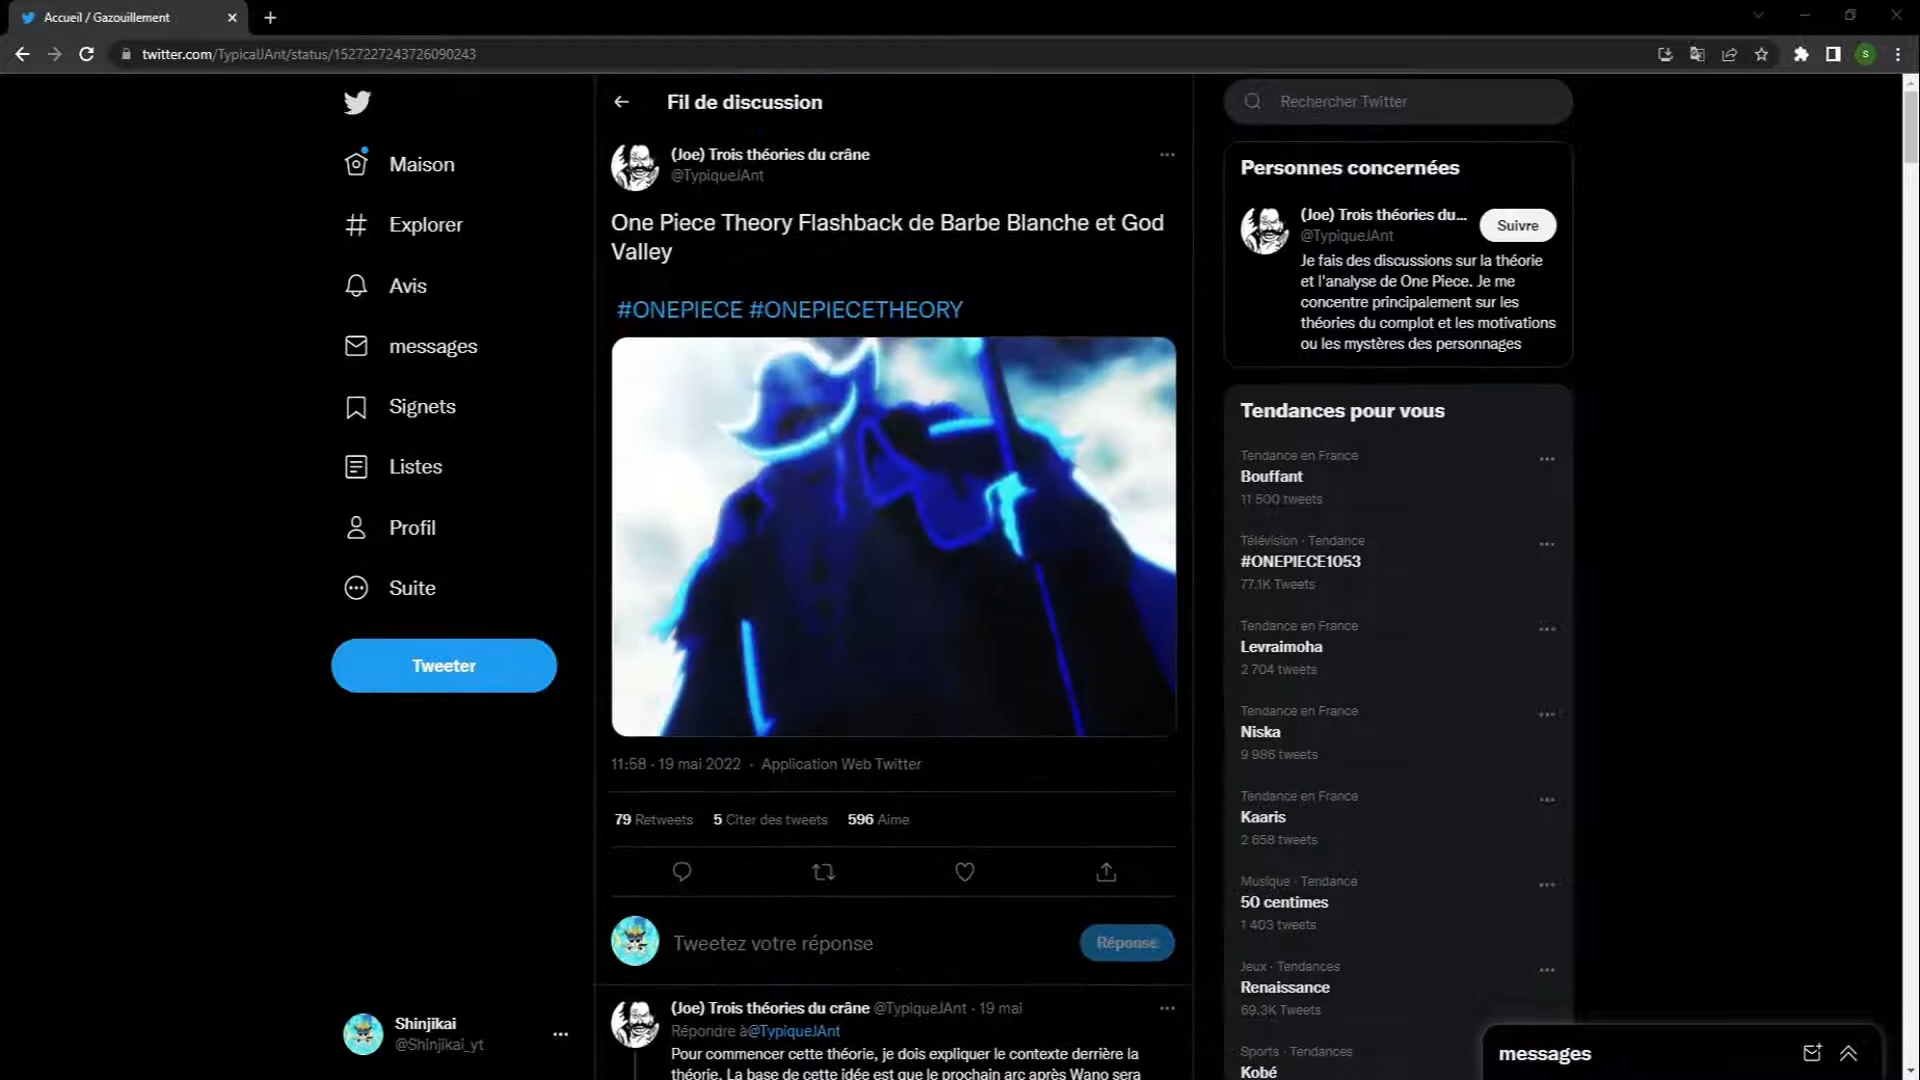 Accueil / Gazouillement
twitter.com/TypicalJAnt/status/1527227243726090243
S
Maison
Explorer
Avis
messages
Signets
Listes
Profil
Suite
Tweeter
Shinjikai
@Shinjikai_yt
Fil de discussion
(Joe) Trois théories du crâne
@TypiqueJAnt
One Piece Theory Flashback de Barbe Blanche et God
Valley
#ONEPIECE #ONEPIECETHEORY
11:58 · 19 mai 2022 · Application Web Twitter
79 Retweets 5 Citer des tweets 596 Aime
Tweetez votre réponse
Réponse
(Joe) Trois théories du crâne @TypiqueJAnt · 19 mai
Répondre à@TypiqueJAnt
Pour commencer cette théorie, je dois expliquer le contexte derrière la
théorie. La base de cette idée est que le prochain arc après Wano sera
Rechercher Twitter
Personnes concernées
(Joe) Trois théories du...
@TypiqueJAnt
Suivre
Je fais des discussions sur la théorie
et l'analyse de One Piece. Je me
concentre principalement sur les
théories du complot et les motivations
ou les mystères des personnages
Tendances pour vous
Tendance en France
Bouffant
11 500 tweets
Télévision · Tendance
#ONEPIECE1053
77.1K Tweets
Tendance en France
Levraimoha
2 704 tweets
Tendance en France
Niska
9 986 tweets
Tendance en France
Kaaris
2 658 tweets
Musique · Tendance
50 centimes
1 403 tweets
Jeux · Tendances
Renaissance
69.3K Tweets
Sports · Tendances
Kobé
messages